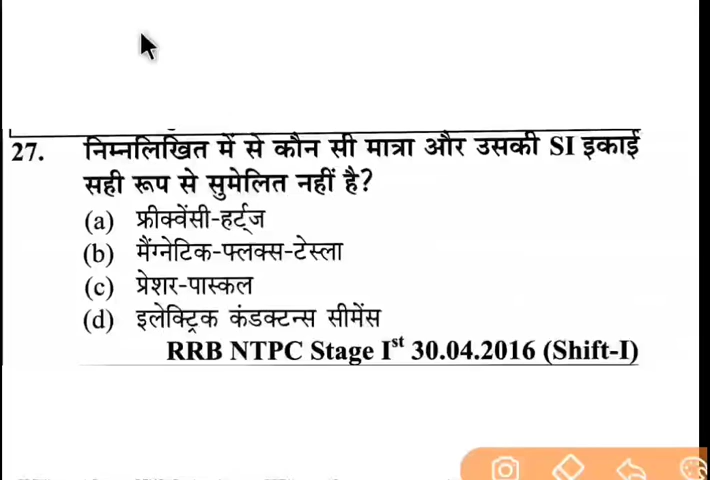 27. निम्नलिखित में से कौन सी मात्रा और उसकी SI इकाई
सही रूप से सुमेलित नहीं है?
(a) फ्रीक्वेंसी-हर्ट्ज
(b) मैंग्नेटिक-फ्लक्स-टेस्ला
(c) प्रेशर-पास्कल
(d) इलेक्ट्रिक कंडक्टन्स सीमेंस
RRB NTPC Stage Ist 30.04.2016 (Shift-I)